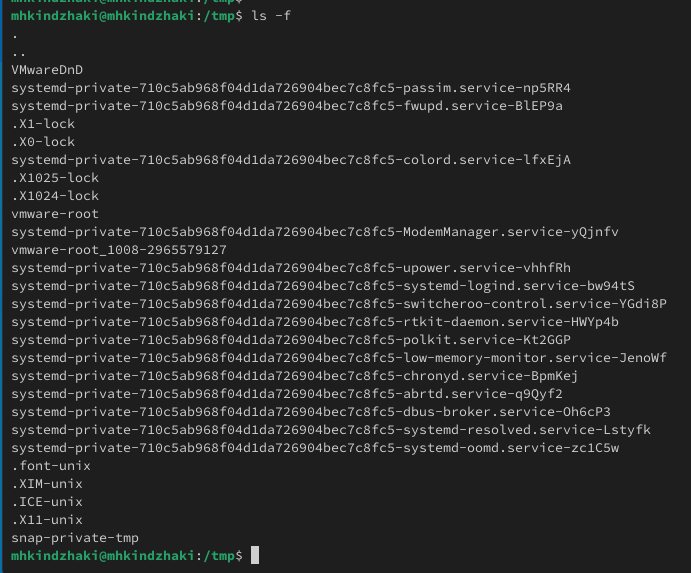 mhkindzhaki@mhkindzhaki:/tmp$
mhkindzhaki@mhkindzhaki:/tmp$ ls -f
.
..
VMwareDnD
systemd-private-710c5ab968f04d1da726904bec7c8fc5-passim.service-np5RR4
systemd-private-710c5ab968f04d1da726904bec7c8fc5-fwupd.service-BlEP9a
.X1-lock
.X0-lock
systemd-private-710c5ab968f04d1da726904bec7c8fc5-colord.service-lfxEjA
.X1025-lock
.X1024-lock
vmware-root
systemd-private-710c5ab968f04d1da726904bec7c8fc5-ModemManager.service-yQjnfv
vmware-root_1008-2965579127
systemd-private-710c5ab968f04d1da726904bec7c8fc5-upower.service-vhhfRh
systemd-private-710c5ab968f04d1da726904bec7c8fc5-systemd-logind.service-bw94tS
systemd-private-710c5ab968f04d1da726904bec7c8fc5-switcheroo-control.service-YGdi8P
systemd-private-710c5ab968f04d1da726904bec7c8fc5-rtkit-daemon.service-HWYp4b
systemd-private-710c5ab968f04d1da726904bec7c8fc5-polkit.service-Kt2GGP
systemd-private-710c5ab968f04d1da726904bec7c8fc5-low-memory-monitor.service-JenoWf
systemd-private-710c5ab968f04d1da726904bec7c8fc5-chronyd.service-BpmKej
systemd-private-710c5ab968f04d1da726904bec7c8fc5-abrtd.service-q9Qyf2
systemd-private-710c5ab968f04d1da726904bec7c8fc5-dbus-broker.service-Oh6cP3
systemd-private-710c5ab968f04d1da726904bec7c8fc5-systemd-resolved.service-Lstyfk
systemd-private-710c5ab968f04d1da726904bec7c8fc5-systemd-oomd.service-zc1C5w
.font-unix
.XIM-unix
.ICE-unix
.X11-unix
snap-private-tmp
mhkindzhaki@mhkindzhaki:/tmp$